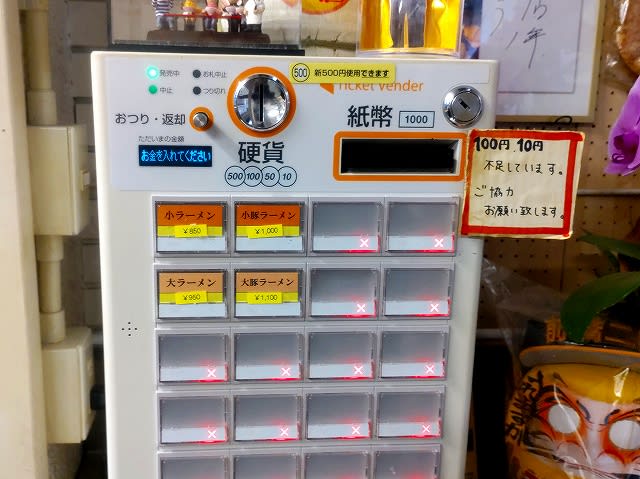 発売中
お札中止
中止
つり切れ
500 新500円使用できます
Ticket Vender
おつり・返却
ただいまの金額
お金を入れてください
硬貨
500 100 50 10
紙幣 1000
100円、10円
不足しています。
ご協力
お願い致します。
小ラーメン
¥850
小豚ラーメン
¥1,000
大ラーメン
¥950
大豚ラーメン
¥1,100